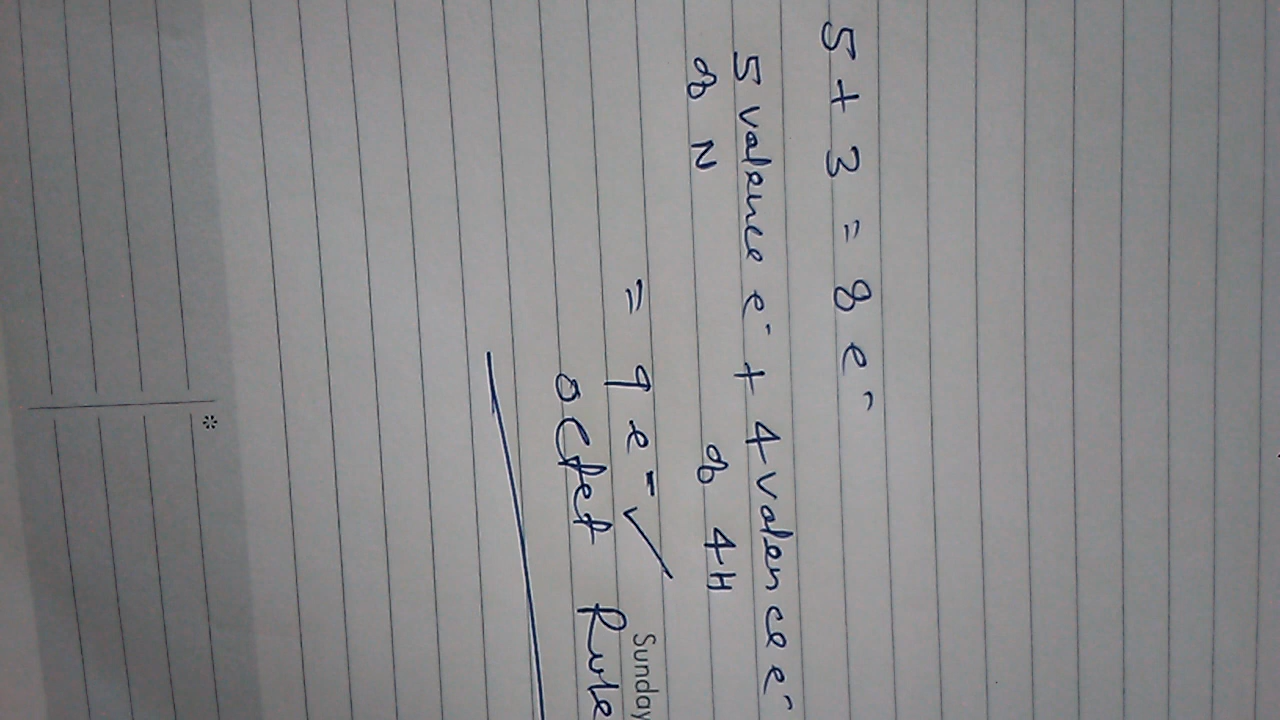 5 + 3 = 8 e-
5 valence e- + 4 valence e-
of N of 4H
= 9 e- ✓
Octet Rule
Sunday
*